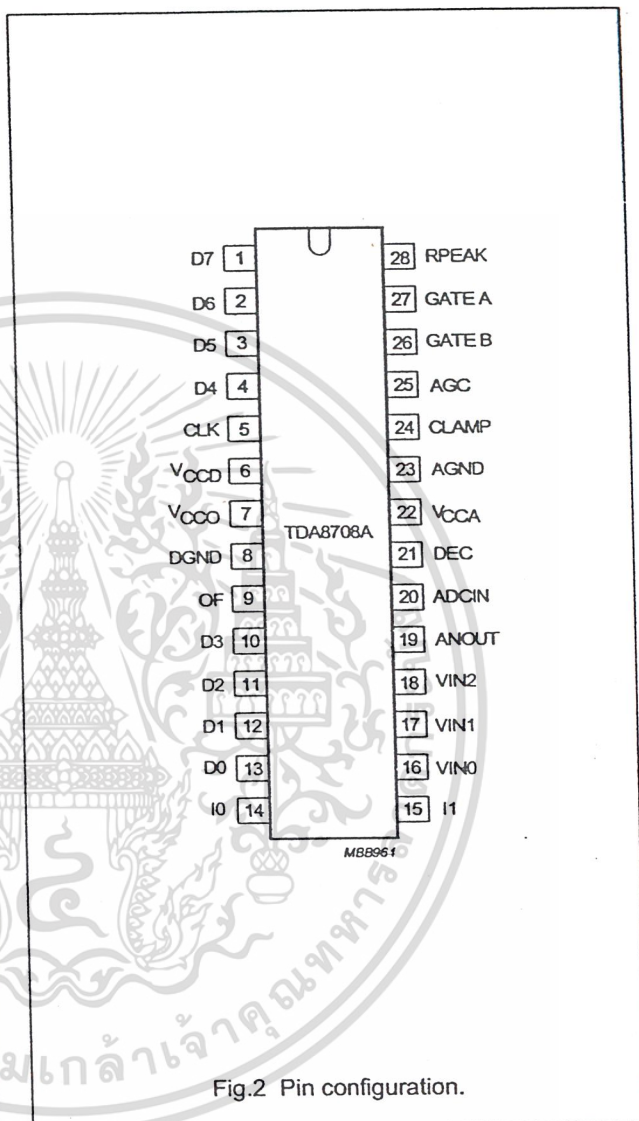 D7 1
28 RPEAK
D6 2
27 GATE A
D5 3
26 GATE B
D4 4
25 AGC
CLK 5
24 CLAMP
VCCD 6
23 AGND
VCCO 7
22 VCCA
TDA8708A
DGND 8
21 DEC
OF 9
20 ADCIN
D3 10
19 ANOUT
D2 11
18 VIN2
D1 12
17 VIN1
D0 13
16 VIN0
I0 14
15 I1
MBB961
Fig.2 Pin configuration.